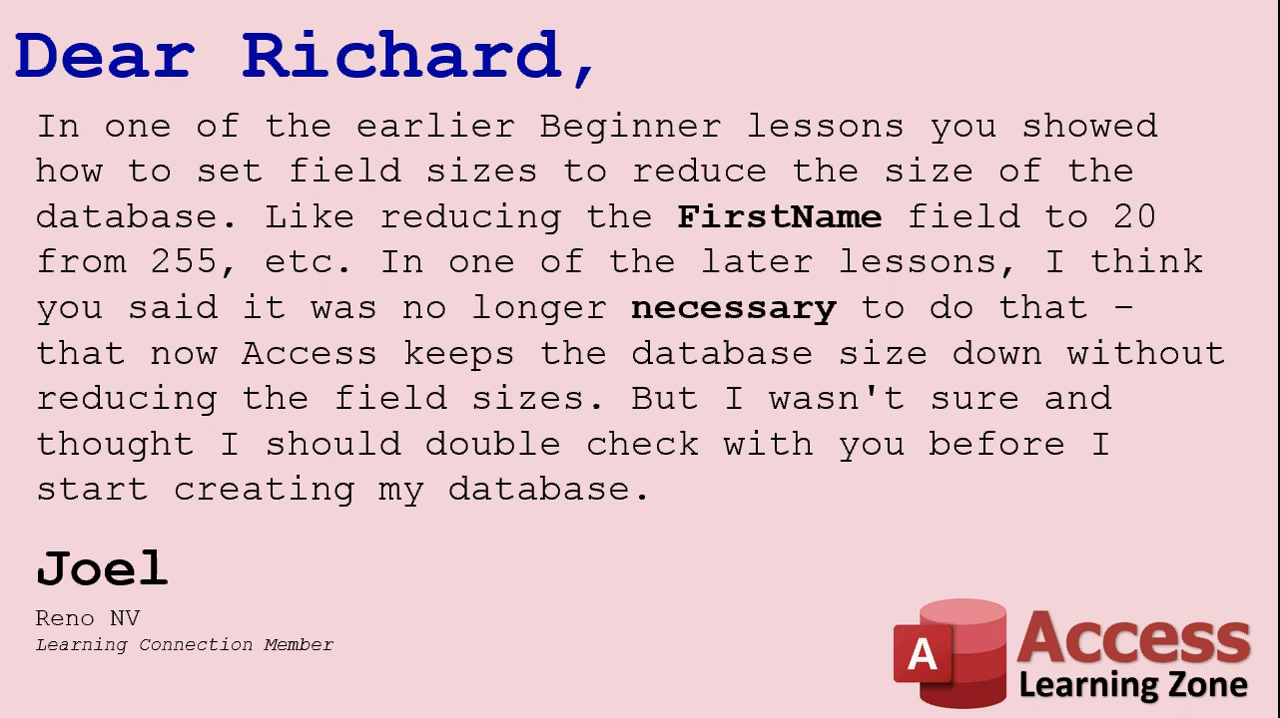 Dear Richard,
In one of the earlier Beginner lessons you showed
how to set field sizes to reduce the size of the
database. Like reducing the FirstName field to 20
from 255, etc. In one of the later lessons, I think
you said it was no longer necessary to do that –
that now Access keeps the database size down without
reducing the field sizes. But I wasn't sure and
thought I should double check with you before I
start creating my database.
Joel
Reno NV
Learning Connection Member
A
Access
Learning Zone